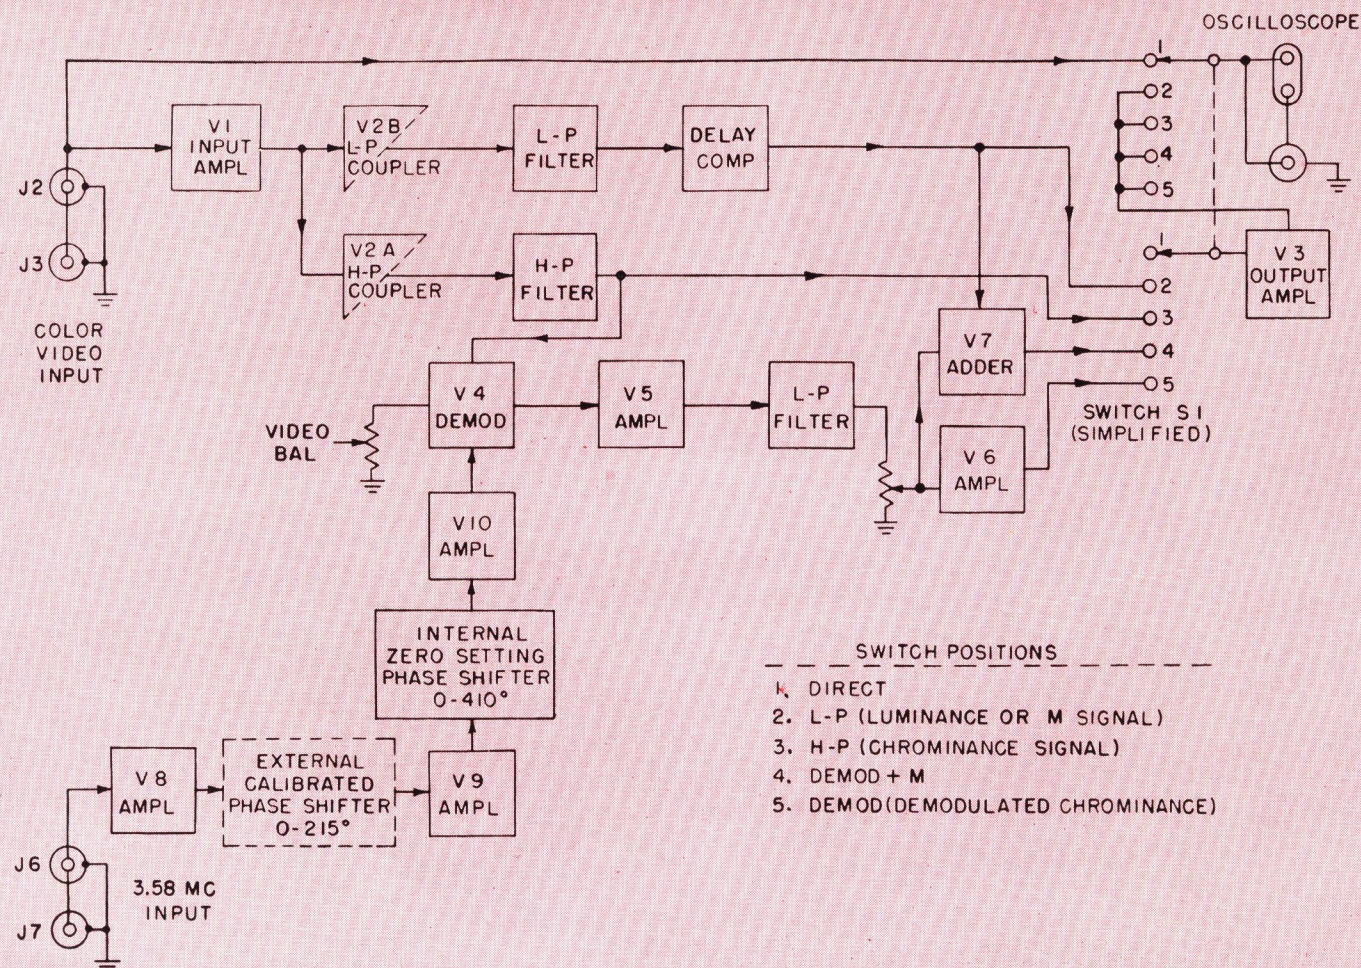 OSCILLOSCOPE
1
2
3
4
5
V1
INPUT
AMPL
V2B
L-P
COUPLER
L-P
FILTER
DELAY
COMP
J2
J3
COLOR
VIDEO
INPUT
V2A
H-P
COUPLER
H-P
FILTER
1
2
3
4
5
V3
OUTPUT
AMPL
SWITCH S1
(SIMPLIFIED)
V7
ADDER
V4
DEMOD
V5
AMPL
L-P
FILTER
VIDEO
BAL
V6
AMPL
V10
AMPL
INTERNAL
ZERO SETTING
PHASE SHIFTER
0-410°
V8
AMPL
EXTERNAL
CALIBRATED
PHASE SHIFTER
0-215°
V9
AMPL
J6
J7
3.58 MC
INPUT
SWITCH POSITIONS
1. DIRECT
2. L-P (LUMINANCE OR M SIGNAL)
3. H-P (CHROMINANCE SIGNAL)
4. DEMOD + M
5. DEMOD(DEMODULATED CHROMINANCE)